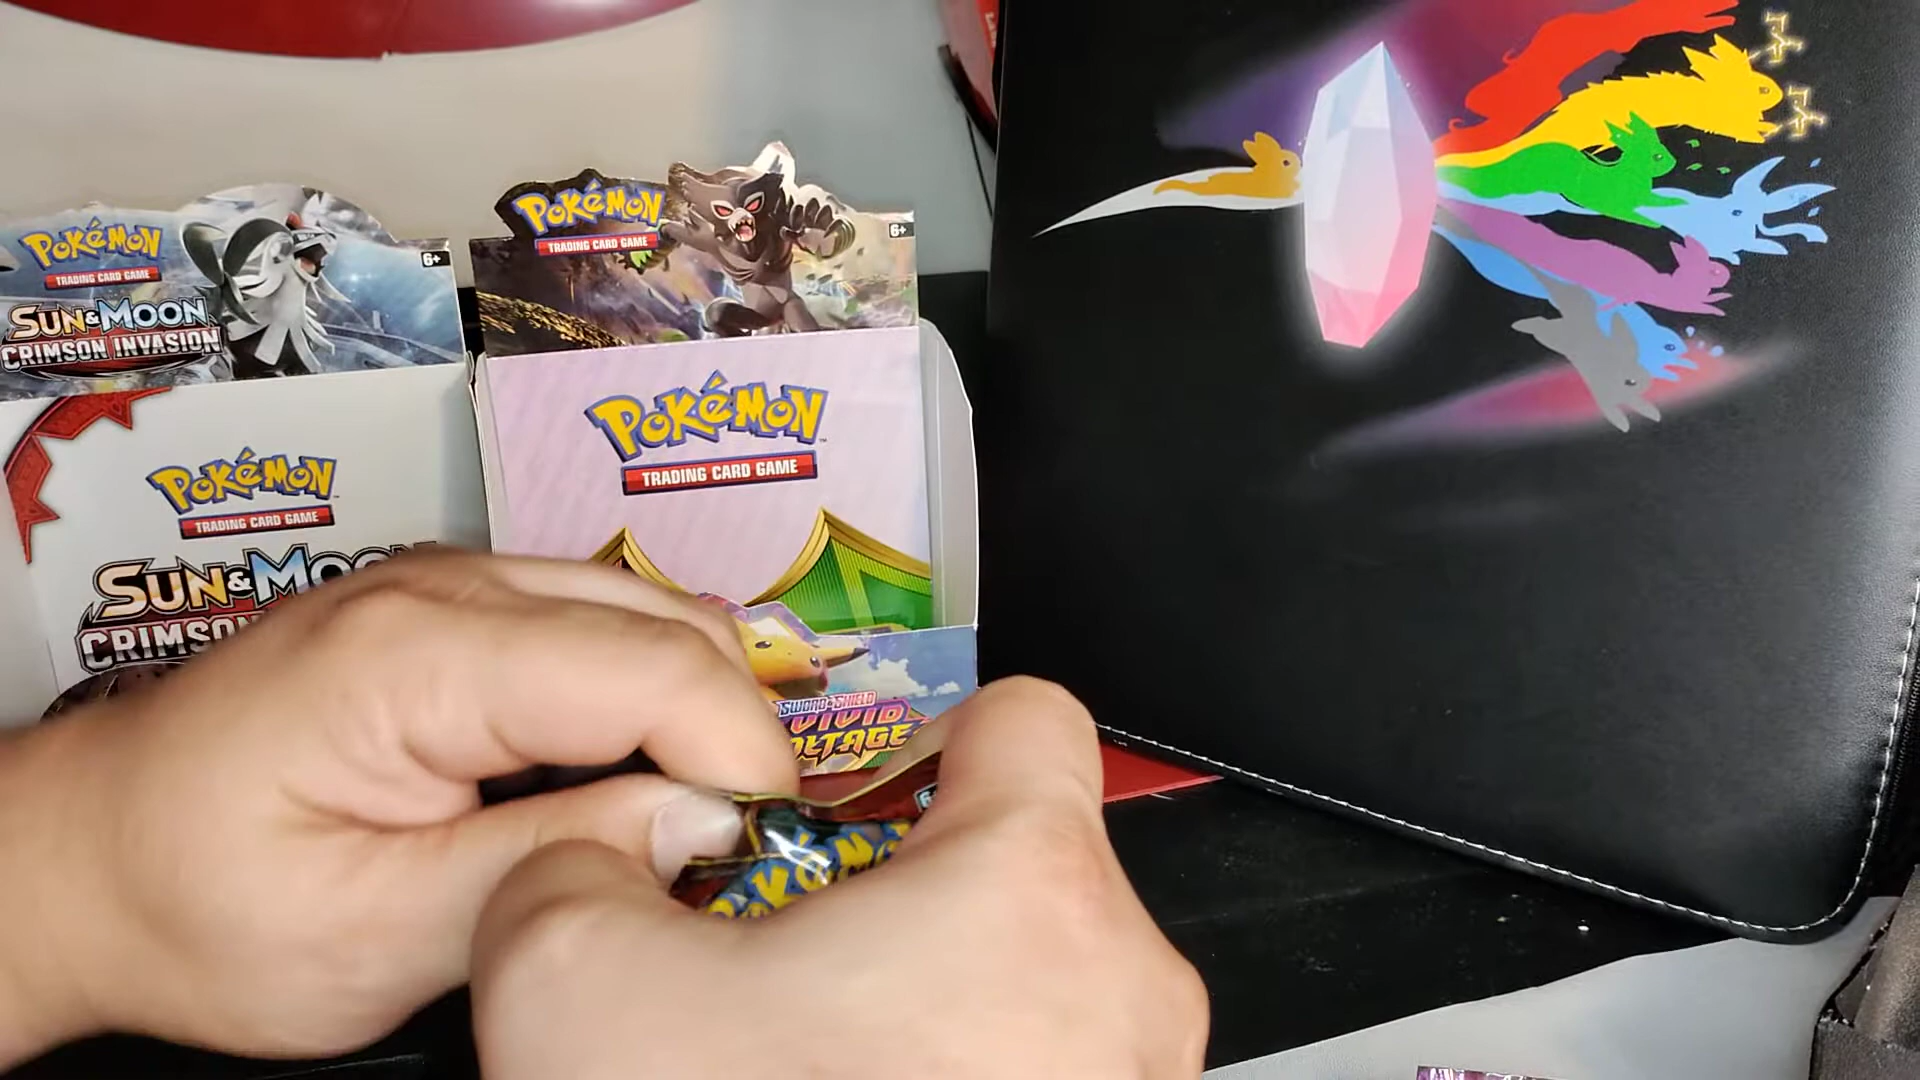 POKéMON
TRADING CARD GAME
SUN & MOON
CRIMSON INVASION
6+
POKéMON
TRADING CARD GAME
6+
POKéMON
TRADING CARD GAME
SUN & MOON
CRIMSON
POKéMON
TRADING CARD GAME
SWORD & SHIELD
VIVID
VOLTAGE
POKéMON